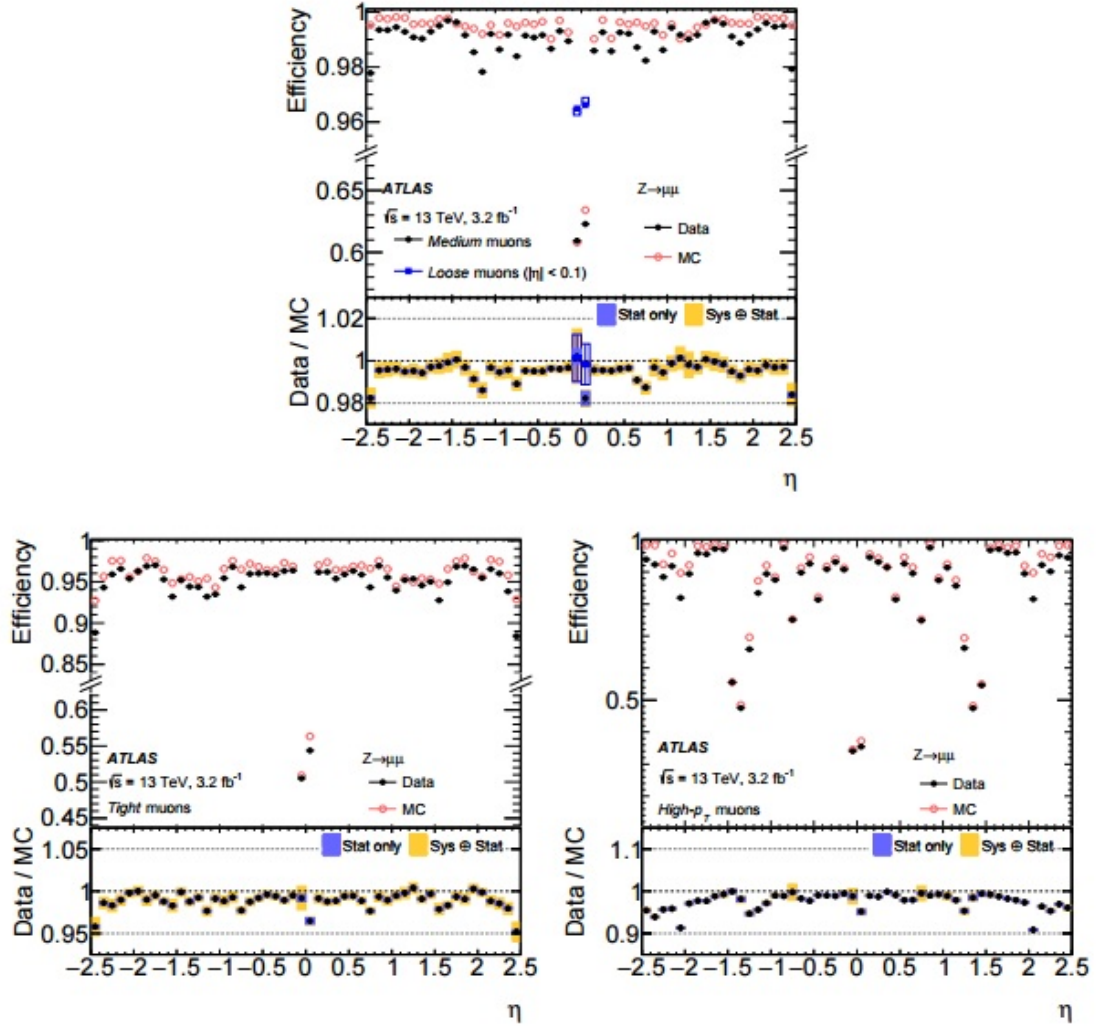 Efficiency
1
0.98
0.96
0.65
0.6
ATLAS
√s = 13 TeV, 3.2 fb⁻¹
Medium muons
Loose muons (|η| < 0.1)
Z→μμ
Data
MC
Data / MC
1.02
1
0.98
Stat only
Sys ⊕ Stat
−2.5 −2 −1.5 −1 −0.5 0 0.5 1 1.5 2 2.5
η
Efficiency
1
0.95
0.9
0.85
0.6
0.55
0.5
0.45
ATLAS
√s = 13 TeV, 3.2 fb⁻¹
Tight muons
Z→μμ
Data
MC
Data / MC
1.05
1
0.95
Stat only
Sys ⊕ Stat
−2.5 −2 −1.5 −1 −0.5 0 0.5 1 1.5 2 2.5
η
Efficiency
1
0.5
ATLAS
√s = 13 TeV, 3.2 fb⁻¹
High-p_T muons
Z→μμ
Data
MC
Data / MC
1.1
1
0.9
Stat only
Sys ⊕ Stat
−2.5 −2 −1.5 −1 −0.5 0 0.5 1 1.5 2 2.5
η